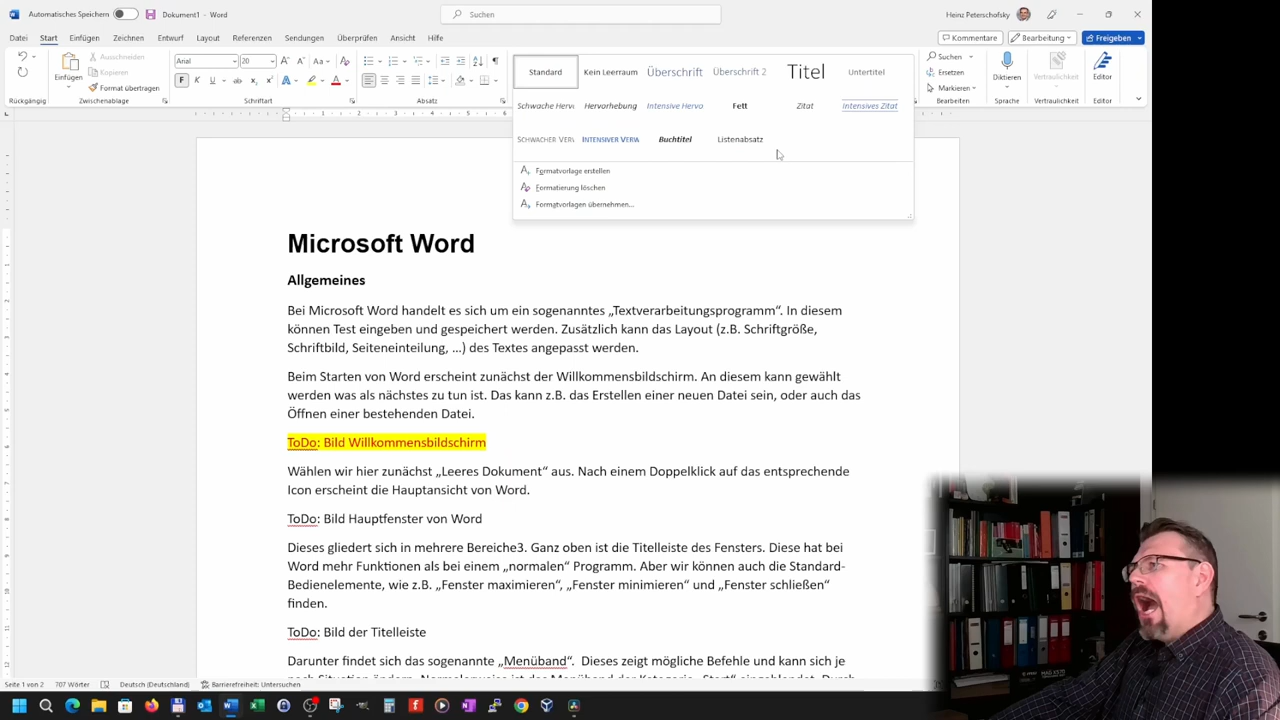 Automatisches Speichern
Dokument1 - Word
Suchen
Heinz Peterschofsky
Datei Start Einfügen Zeichnen Entwurf Layout Referenzen Sendungen Überprüfen Ansicht Hilfe
Kommentare Bearbeitung Freigeben
Einfügen
Ausschneiden
Kopieren
Format übertragen
Arial 20
Rückgängig Zwischenablage Schriftart Absatz
Standard Kein Leerraum Überschrift Überschrift 2 Titel Untertitel
Schwache Herv Hervorhebung Intensive Hervo Fett Zitat Intensives Zitat
SCHWACHER VER INTENSIVER VERW Buchtitel Listenabsatz
Formatvorlage erstellen
Formatierung löschen
Formatvorlagen übernehmen...
Suchen
Ersetzen
Markieren
Bearbeiten
Diktieren
Sprache
Vertraulichkeit
Vertraulichkeit
Editor
Editor
Microsoft Word
Allgemeines
Bei Microsoft Word handelt es sich um ein sogenanntes „Textverarbeitungsprogramm“. In diesem
können Test eingeben und gespeichert werden. Zusätzlich kann das Layout (z.B. Schriftgröße,
Schriftbild, Seiteneinteilung, …) des Textes angepasst werden.
Beim Starten von Word erscheint zunächst der Willkommensbildschirm. An diesem kann gewählt
werden was als nächstes zu tun ist. Das kann z.B. das Erstellen einer neuen Datei sein, oder auch das
Öffnen einer bestehenden Datei.
ToDo: Bild Willkommensbildschirm
Wählen wir hier zunächst „Leeres Dokument“ aus. Nach einem Doppelklick auf das entsprechende
Icon erscheint die Hauptansicht von Word.
ToDo: Bild Hauptfenster von Word
Dieses gliedert sich in mehrere Bereiche3. Ganz oben ist die Titelleiste des Fensters. Diese hat bei
Word mehr Funktionen als bei einem „normalen“ Programm. Aber wir können auch die Standard-
Bedienelemente, wie z.B. „Fenster maximieren“, „Fenster minimieren“ und „Fenster schließen“
finden.
ToDo: Bild der Titelleiste
Darunter findet sich das sogenannte „Menüband“. Dieses zeigt mögliche Befehle und kann sich je
Seite 1 von 2 707 Wörter Deutsch (Deutschland) Barrierefreiheit: Untersuchen